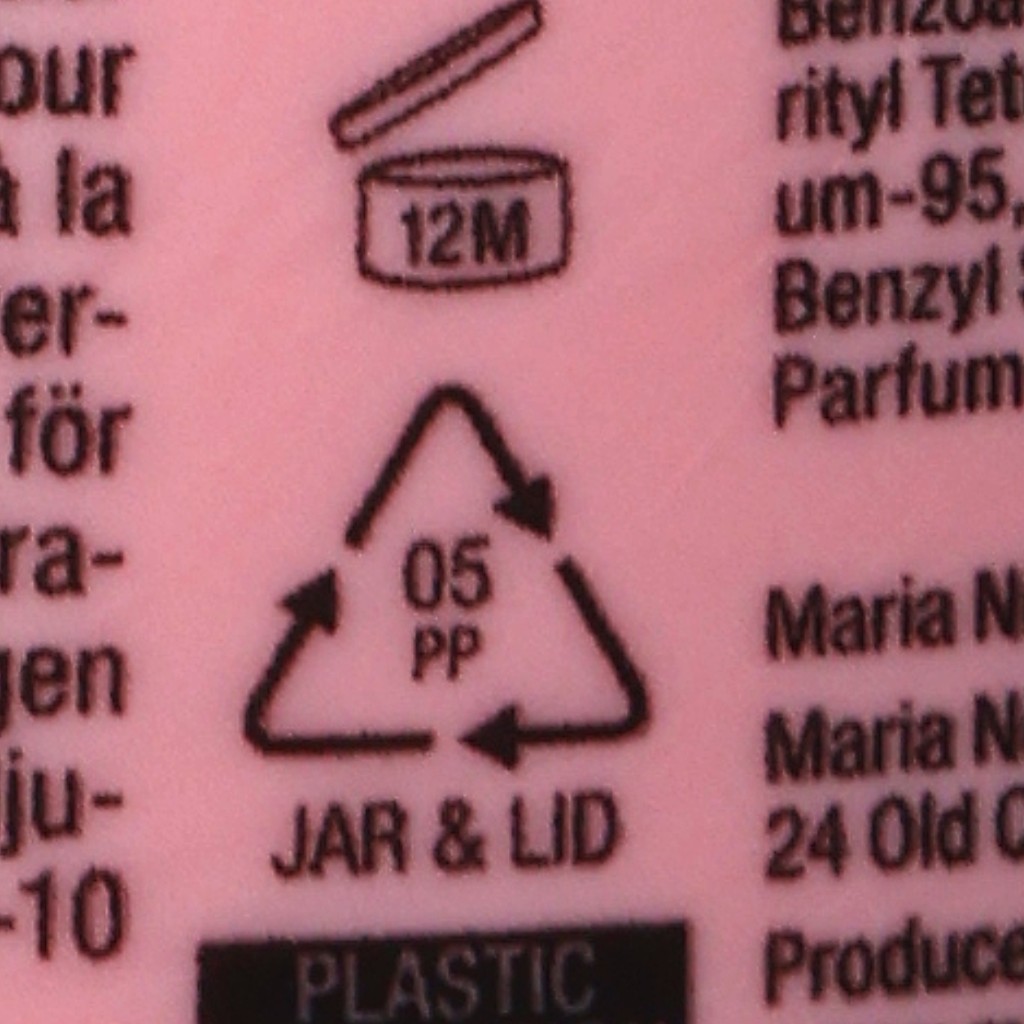 our
à la
er-
för
ra-
gen
ju-
-10
12M
05
PP
JAR & LID
PLASTIC
rityl Tet
um-95,
Benzyl
Parfum
Maria N
Maria N
24 Old
Produce